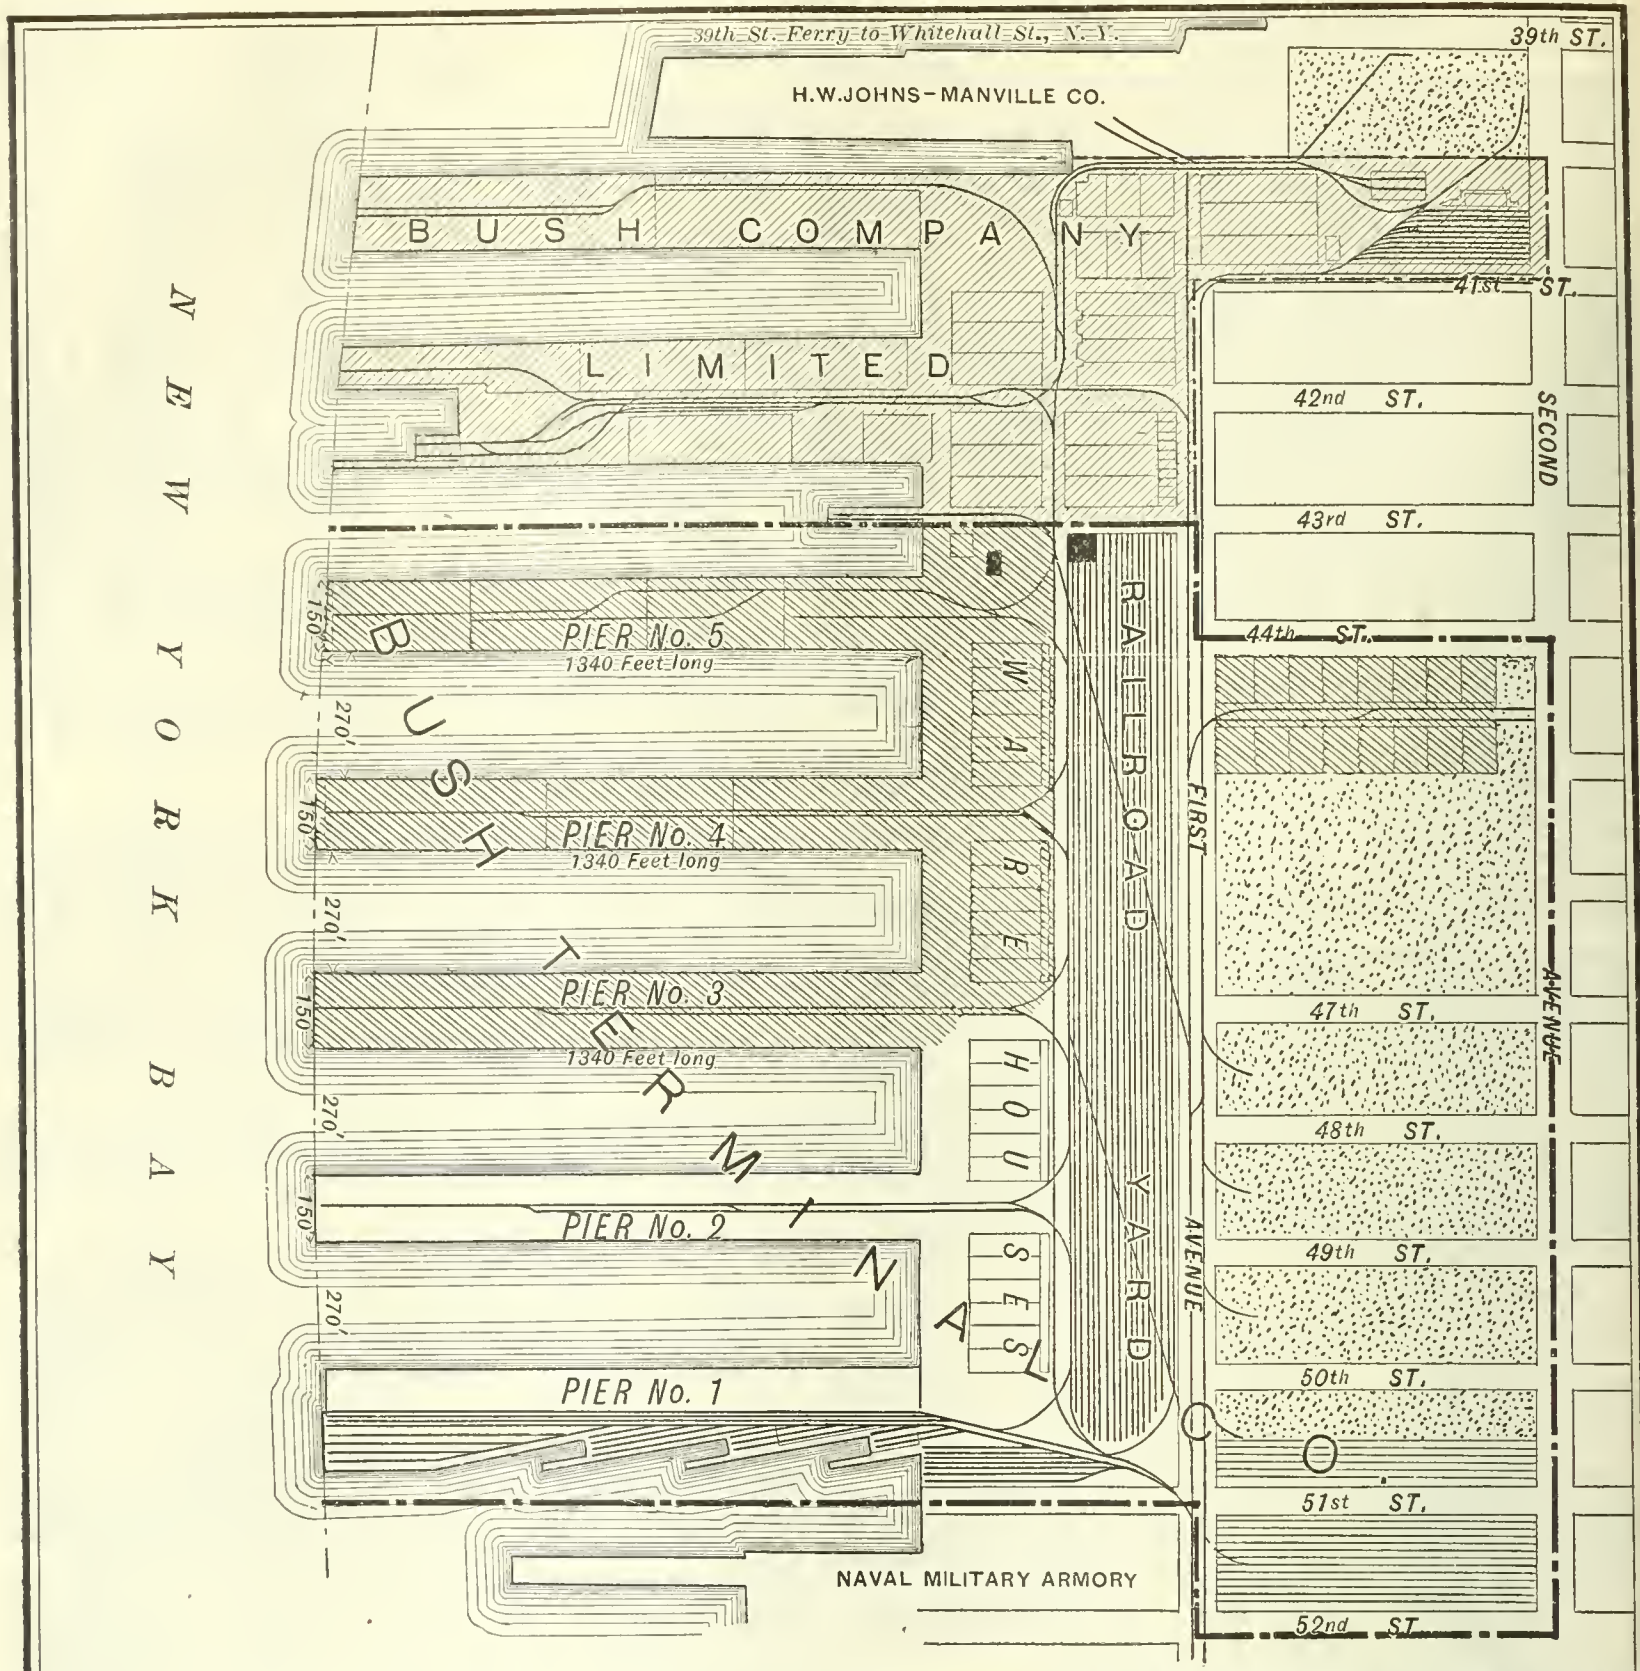 39th St. Ferry to Whitehall St., N. Y.
39th ST.
H.W.JOHNS-MANVILLE CO.
BUSH COMPANY
LIMITED
41st ST.
42nd ST.
43rd ST.
44th ST.
47th ST.
48th ST.
49th ST.
50th ST.
51st ST.
52nd ST
SECOND AVENUE
FIRST AVENUE
NEW YORK BAY
RAILROAD YARD
WARE HOUSES
BUSH TERMINAL CO.
PIER No. 5
1340 Feet long
PIER No. 4
1340 Feet long
PIER No. 3
1340 Feet long
PIER No. 2
PIER No. 1
150'
270'
150'
270'
150'
270'
150'
270'
NAVAL MILITARY ARMORY